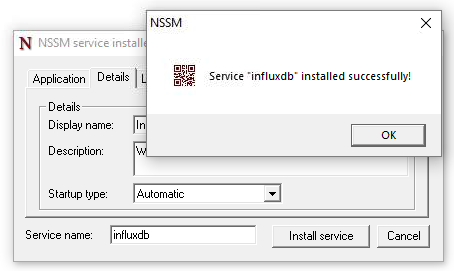 NSSM
NSSM service installe
Service "influxdb" installed successfully!
OK
Application
Details
L
Details
Display name:
In
Description:
W
Startup type:
Automatic
Service name:
influxdb
Install service
Cancel